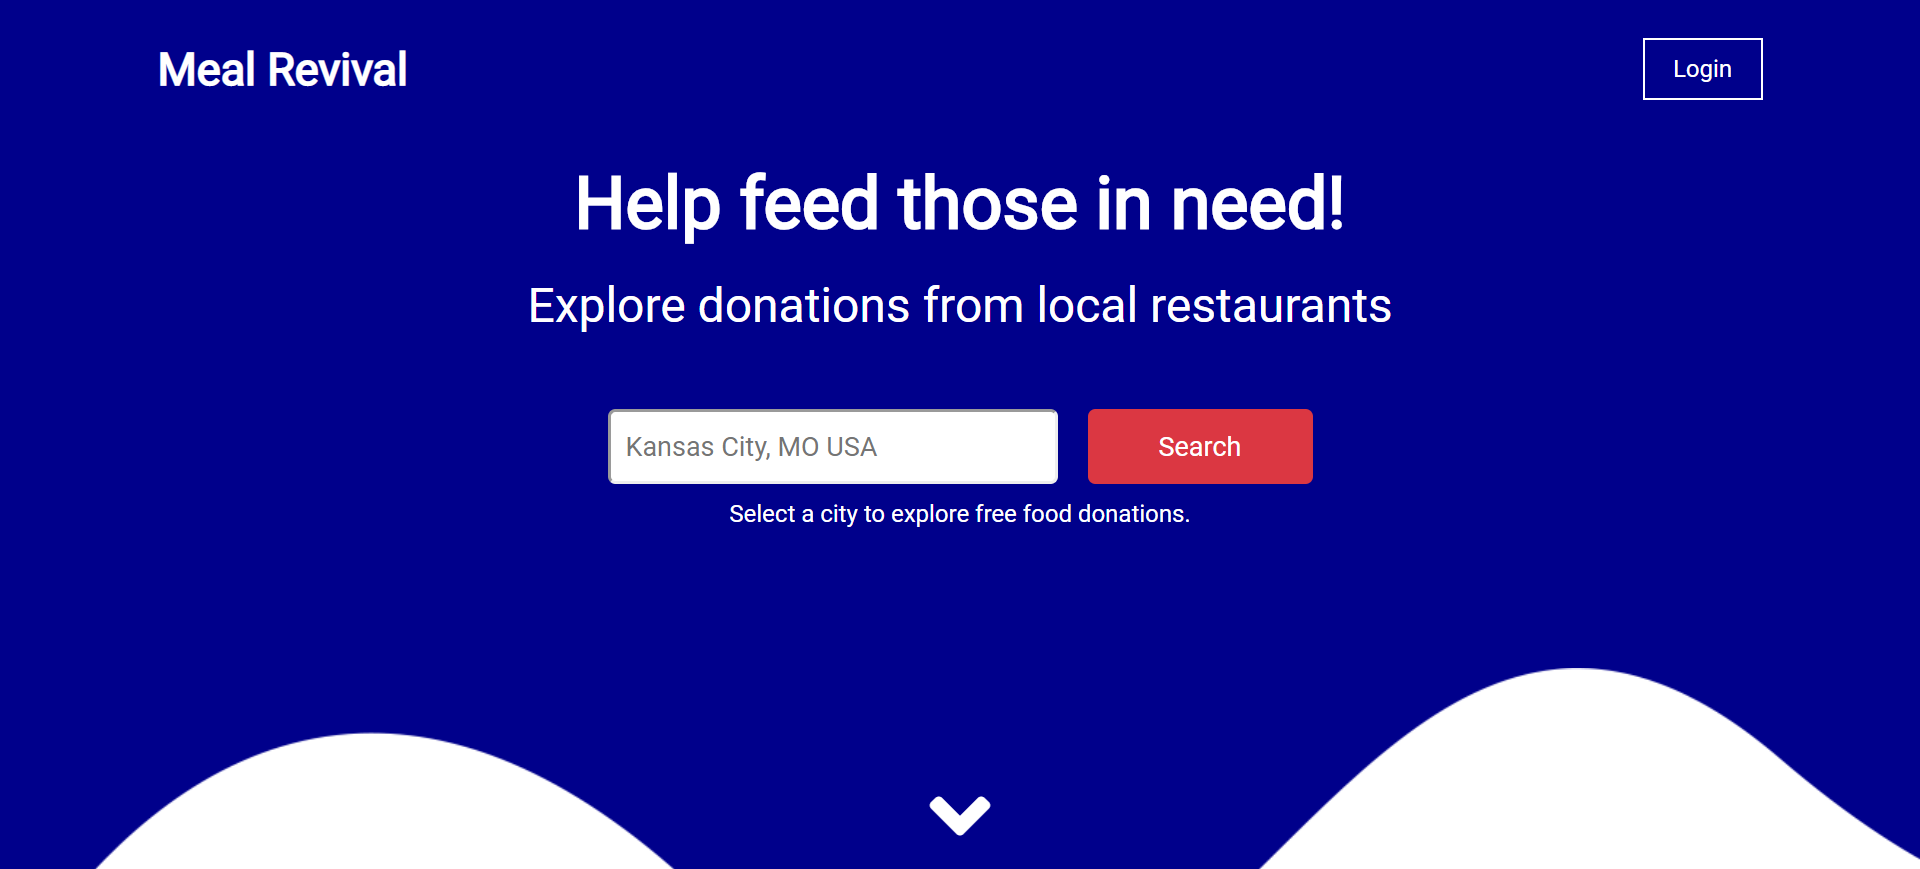 Meal Revival
Login
Help feed those in need!
Explore donations from local restaurants
Kansas City, MO USA
Search
Select a city to explore free food donations.